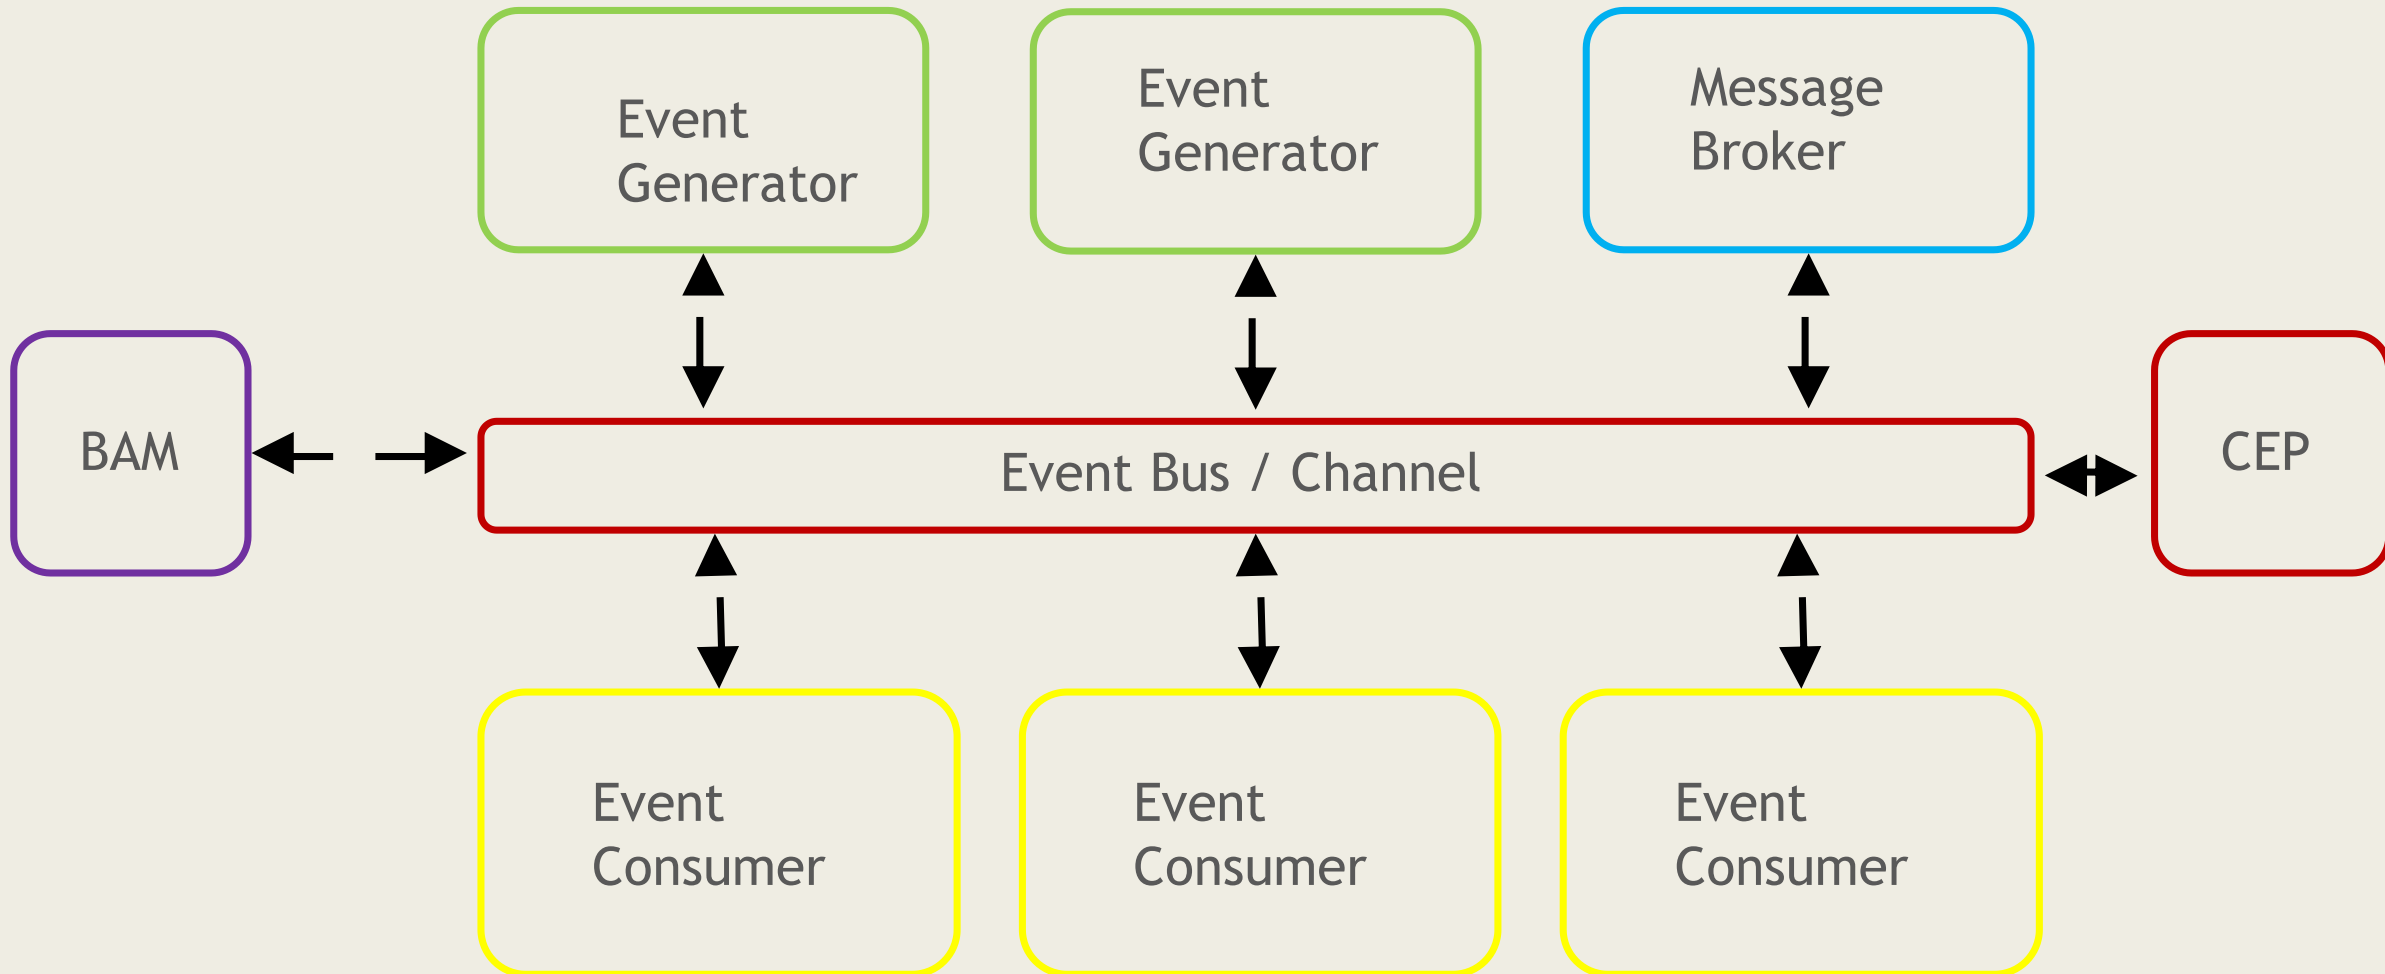 Event
Generator
Event
Generator
Message
Broker
BAM
Event Bus / Channel
CEP
Event
Consumer
Event
Consumer
Event
Consumer